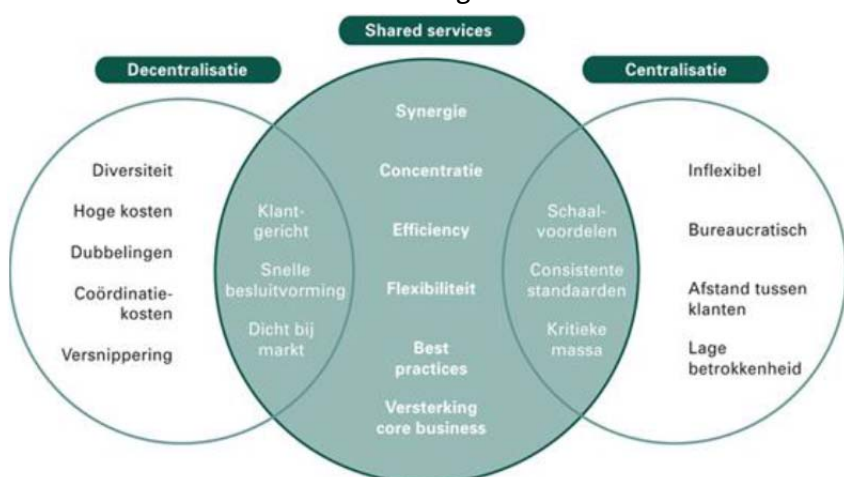 Shared services
Decentralisatie
Centralisatie
Diversiteit
Hoge kosten
Dubbelingen
Coördinatie-
kosten
Versnippering
Klant-
gericht
Snelle
besluitvorming
Dicht bij
markt
Synergie
Concentratie
Efficiency
Flexibiliteit
Best
practices
Versterking
core business
Schaal-
voordelen
Consistente
standaarden
Kritieke
massa
Inflexibel
Bureaucratisch
Afstand tussen
klanten
Lage
betrokkenheid